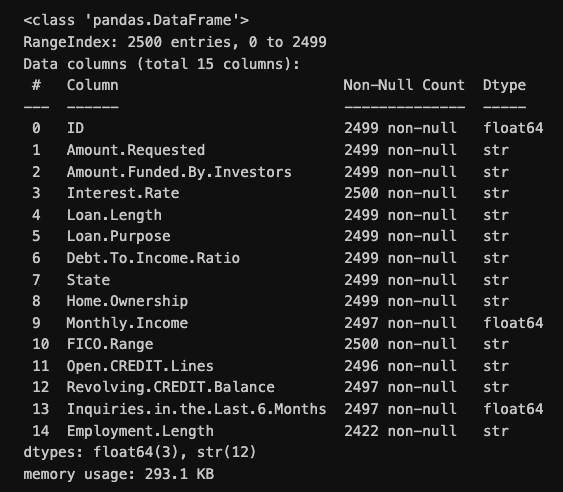 <class 'pandas.DataFrame'>
RangeIndex: 2500 entries, 0 to 2499
Data columns (total 15 columns):
 #   Column                          Non-Null Count  Dtype
---  ------                          --------------  -----
 0   ID                              2499 non-null   float64
 1   Amount.Requested                2499 non-null   str
 2   Amount.Funded.By.Investors      2499 non-null   str
 3   Interest.Rate                   2500 non-null   str
 4   Loan.Length                     2499 non-null   str
 5   Loan.Purpose                    2499 non-null   str
 6   Debt.To.Income.Ratio            2499 non-null   str
 7   State                           2499 non-null   str
 8   Home.Ownership                  2499 non-null   str
 9   Monthly.Income                  2497 non-null   float64
 10  FICO.Range                      2500 non-null   str
 11  Open.CREDIT.Lines               2496 non-null   str
 12  Revolving.CREDIT.Balance        2497 non-null   str
 13  Inquiries.in.the.Last.6.Months  2497 non-null   float64
 14  Employment.Length               2422 non-null   str
dtypes: float64(3), str(12)
memory usage: 293.1 KB